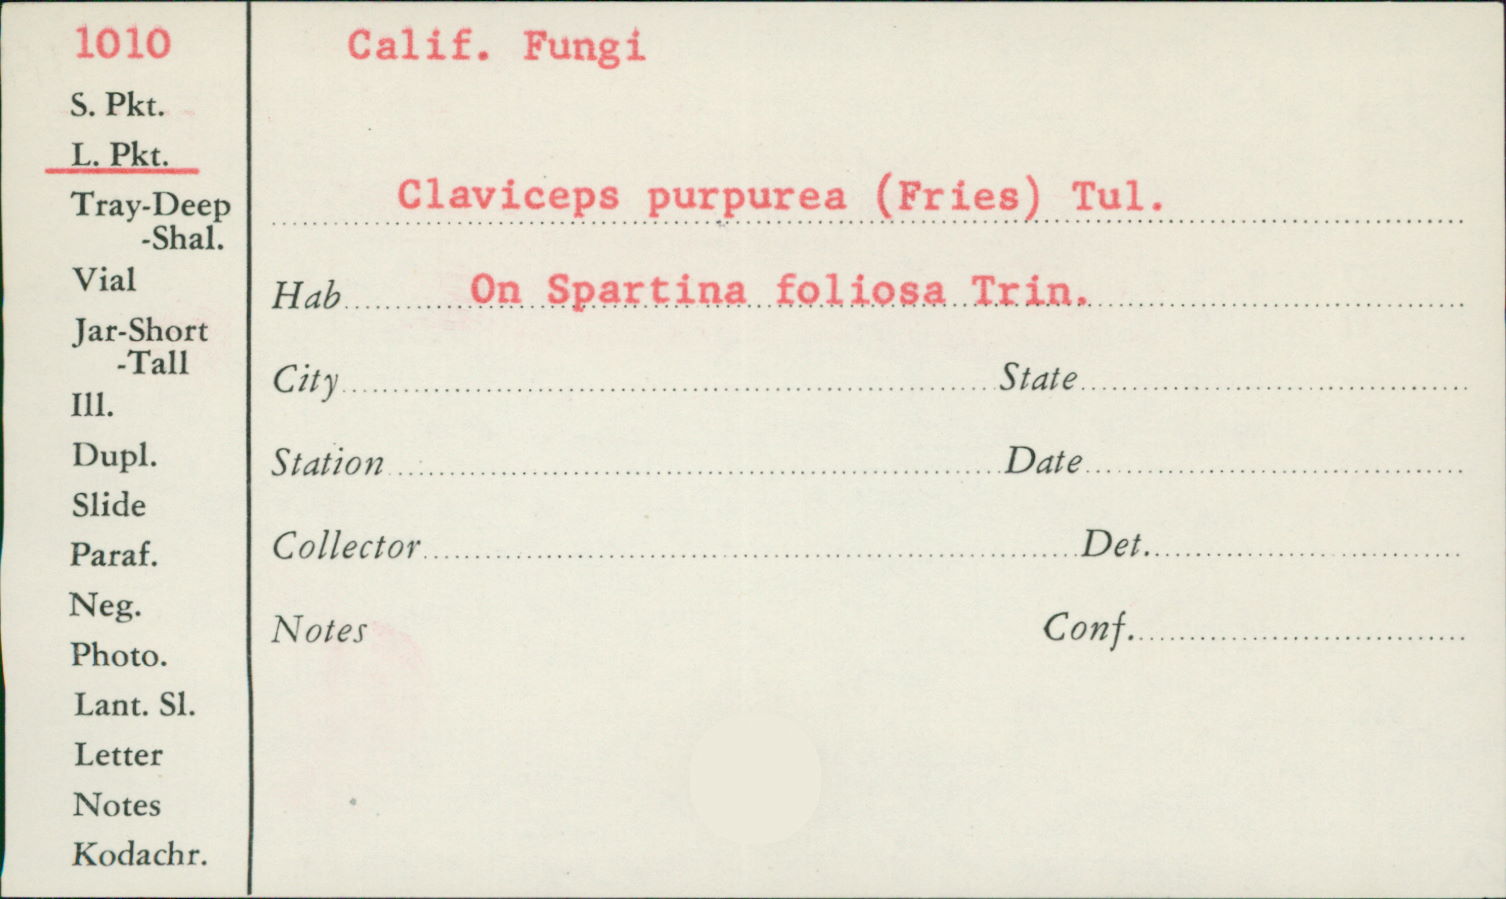 1010
S. Pkt.
L. Pkt.
Tray-Deep
-Shal.
Vial
Jar-Short
-Tall
Ill.
Dupl.
Slide
Paraf.
Neg.
Photo.
Lant. Sl.
Letter
Notes
Kodachr.
Calif. Fungi
Claviceps purpurea (Fries) Tul.
Hab On Spartina foliosa Trin.
City State
Station Date
Collector Det.
Notes Conf.